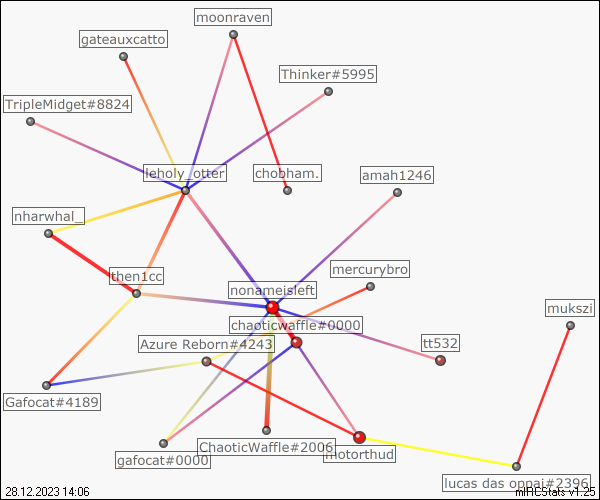 moonraven
gateauxcatto
Thinker#5995
TripleMidget#8824
leholy_otter
chobham.
amah1246
nharwhal_
then1cc
mercurybro
nonameisleft
mukszi
chaoticwaffle#0000
Azure Reborn#4243
tt532
Gafocat#4189
ChaoticWaffle#2006
motorthud
gafocat#0000
lucas das oppai#2396
28.12.2023 14:06
mIRCStats v1.25